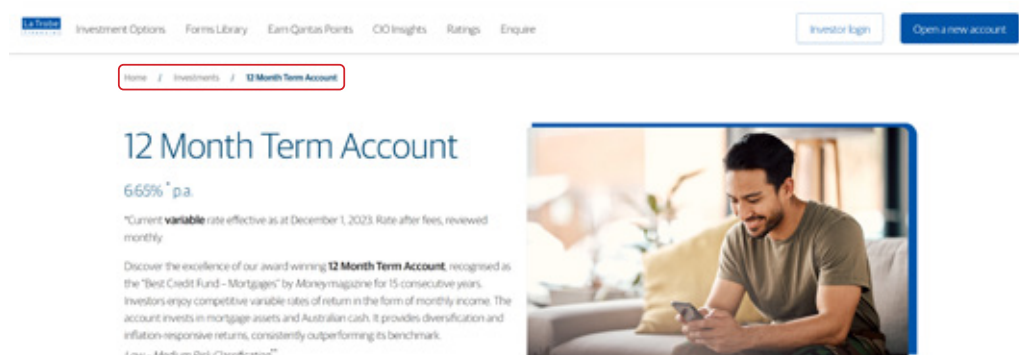 La Trobe
FINANCIAL
Investment Options Forms Library Earn Qantas Points CIO Insights Ratings Enquire Investor login Open a new account
Home / Investments / 12 Month Term Account
12 Month Term Account
6.65% * p.a.
*Current variable rate effective as at December 1, 2023. Rate after fees, reviewed
monthly
Discover the excellence of our award winning 12 Month Term Account, recognised as
the "Best Credit Fund – Mortgages" by Money magazine for 15 consecutive years.
Investors enjoy competitive variable rates of return in the form of monthly income. The
account invests in mortgage assets and Australian cash. It provides diversification and
inflation-responsive returns, consistently outperforming its benchmark.
Low - Medium Risk Classification**